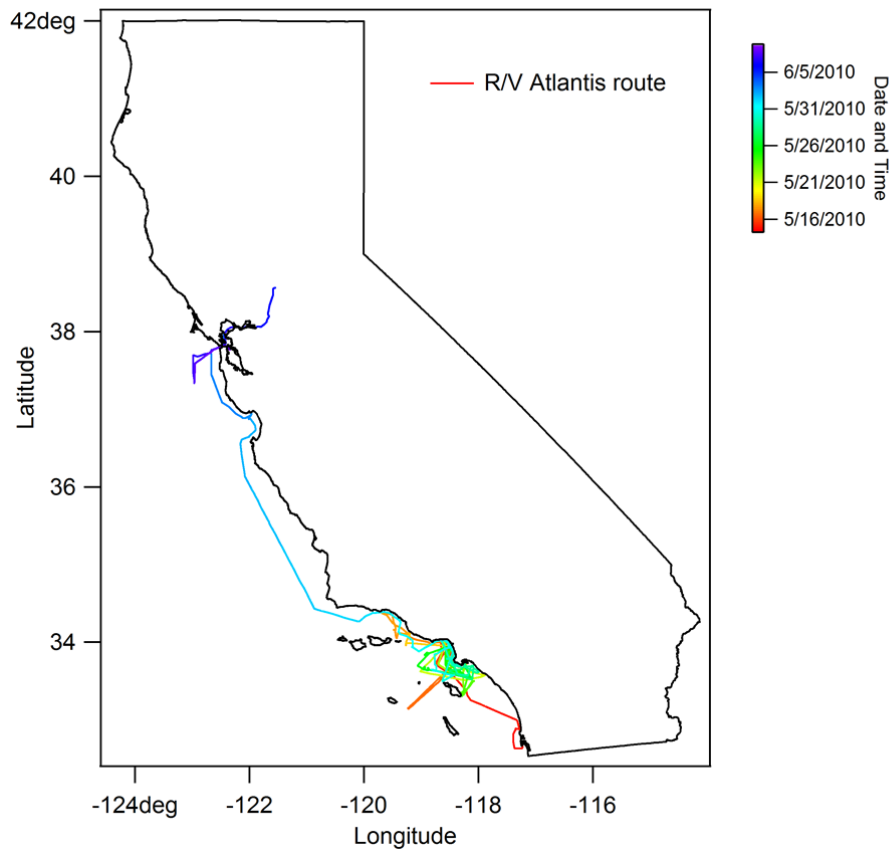 42deg
40
38
36
34
Latitude
-124deg
-122
-120
-118
-116
Longitude
R/V Atlantis route
6/5/2010
5/31/2010
5/26/2010
5/21/2010
5/16/2010
Date and Time